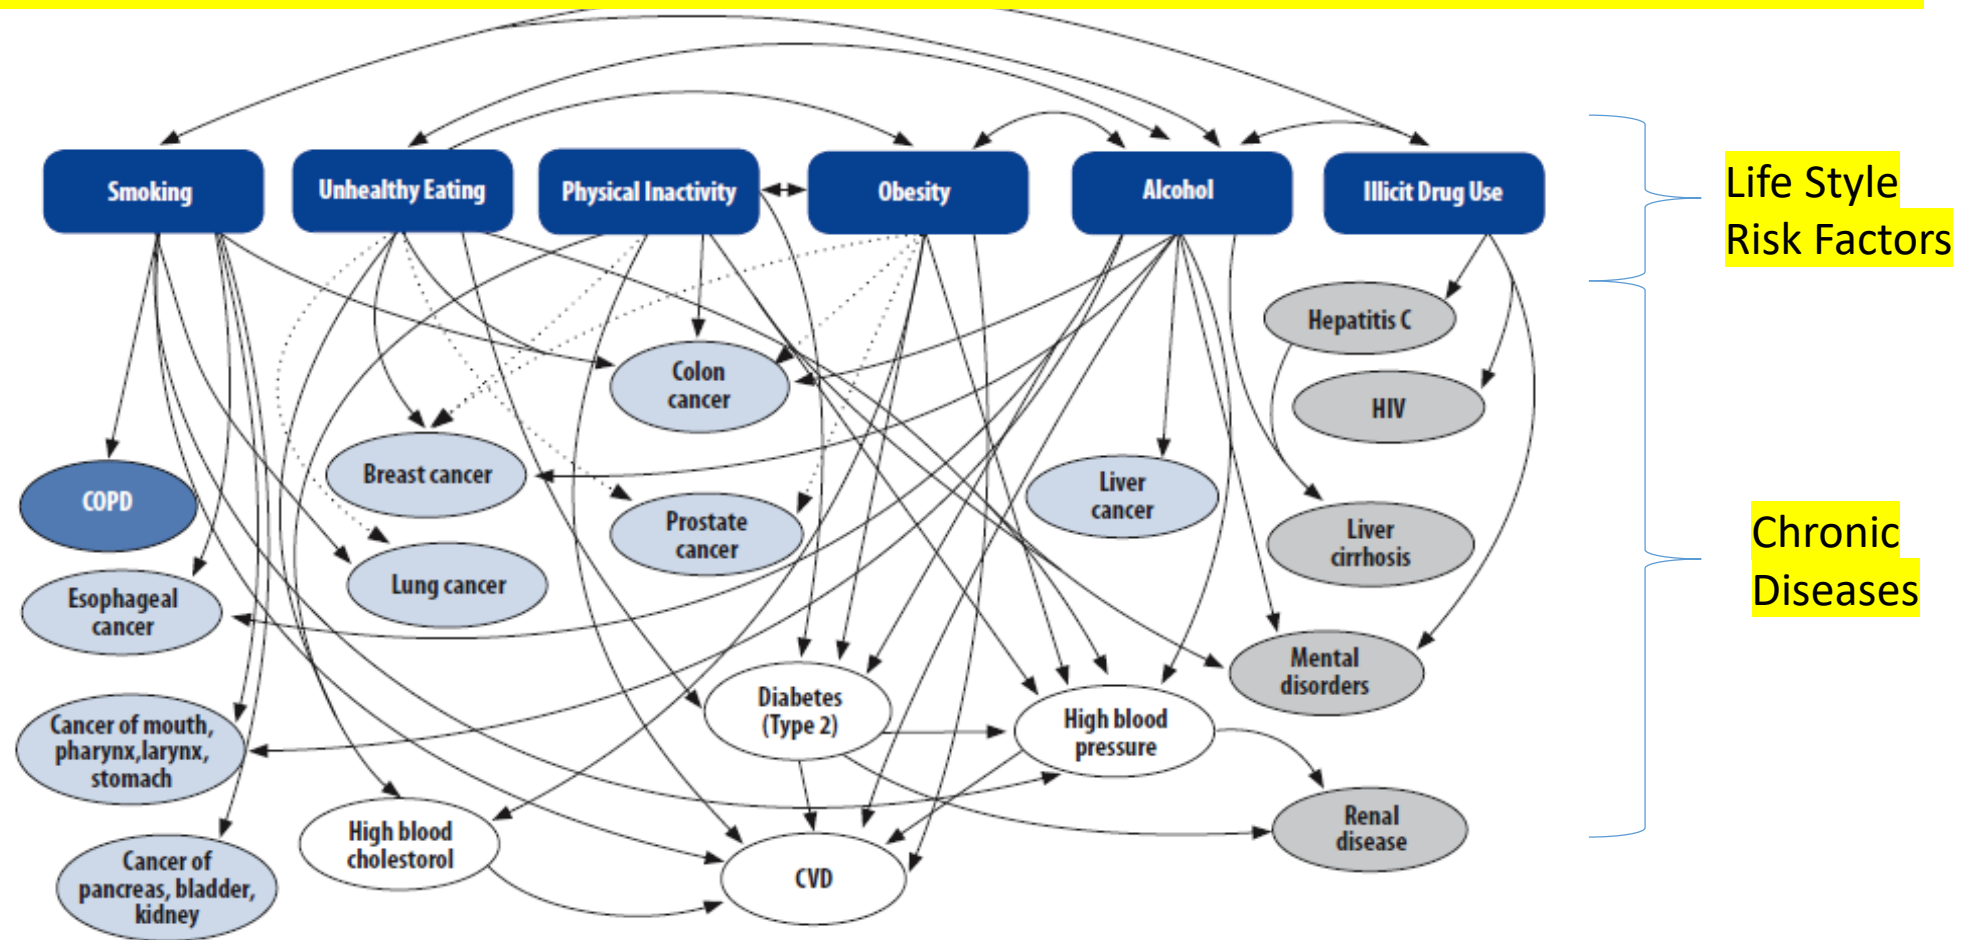 Smoking
Unhealthy Eating
Physical Inactivity
Obesity
Alcohol
Illicit Drug Use
Life Style
Risk Factors
Hepatitis C
HIV
Colon
cancer
Breast cancer
COPD
Prostate
cancer
Liver
cancer
Liver
cirrhosis
Chronic
Diseases
Lung cancer
Esophageal
cancer
Mental
disorders
Diabetes
(Type 2)
High blood
pressure
Cancer of mouth,
pharynx,larynx,
stomach
Renal
disease
High blood
cholestorol
CVD
Cancer of
pancreas, bladder,
kidney